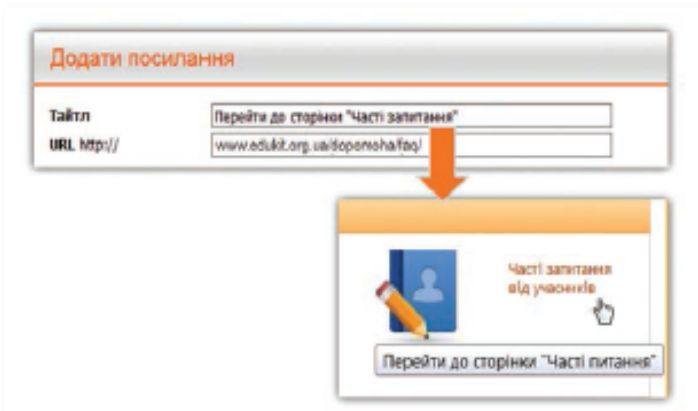 Додати посилання
Тайтл Перейти до сторінки "Часті запитання"
URL http:// www.edukit.org.ua/dopomoha/faq/
Часті запитання
від учасників
Перейти до сторінки "Часті питання"